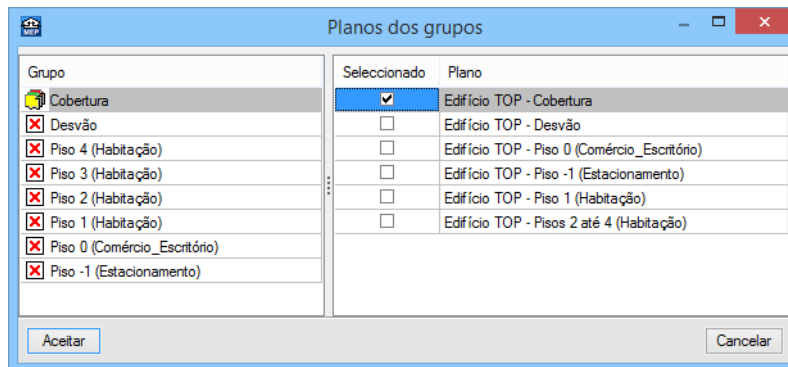 MEP
Planos dos grupos
Grupo
Cobertura
Desvão
Piso 4 (Habitação)
Piso 3 (Habitação)
Piso 2 (Habitação)
Piso 1 (Habitação)
Piso 0 (Comércio_Escritório)
Piso -1 (Estacionamento)
Seleccionado Plano
Edifício TOP - Cobertura
Edifício TOP - Desvão
Edifício TOP - Piso 0 (Comércio_Escritório)
Edifício TOP - Piso -1 (Estacionamento)
Edifício TOP - Piso 1 (Habitação)
Edifício TOP - Pisos 2 até 4 (Habitação)
Aceitar
Cancelar